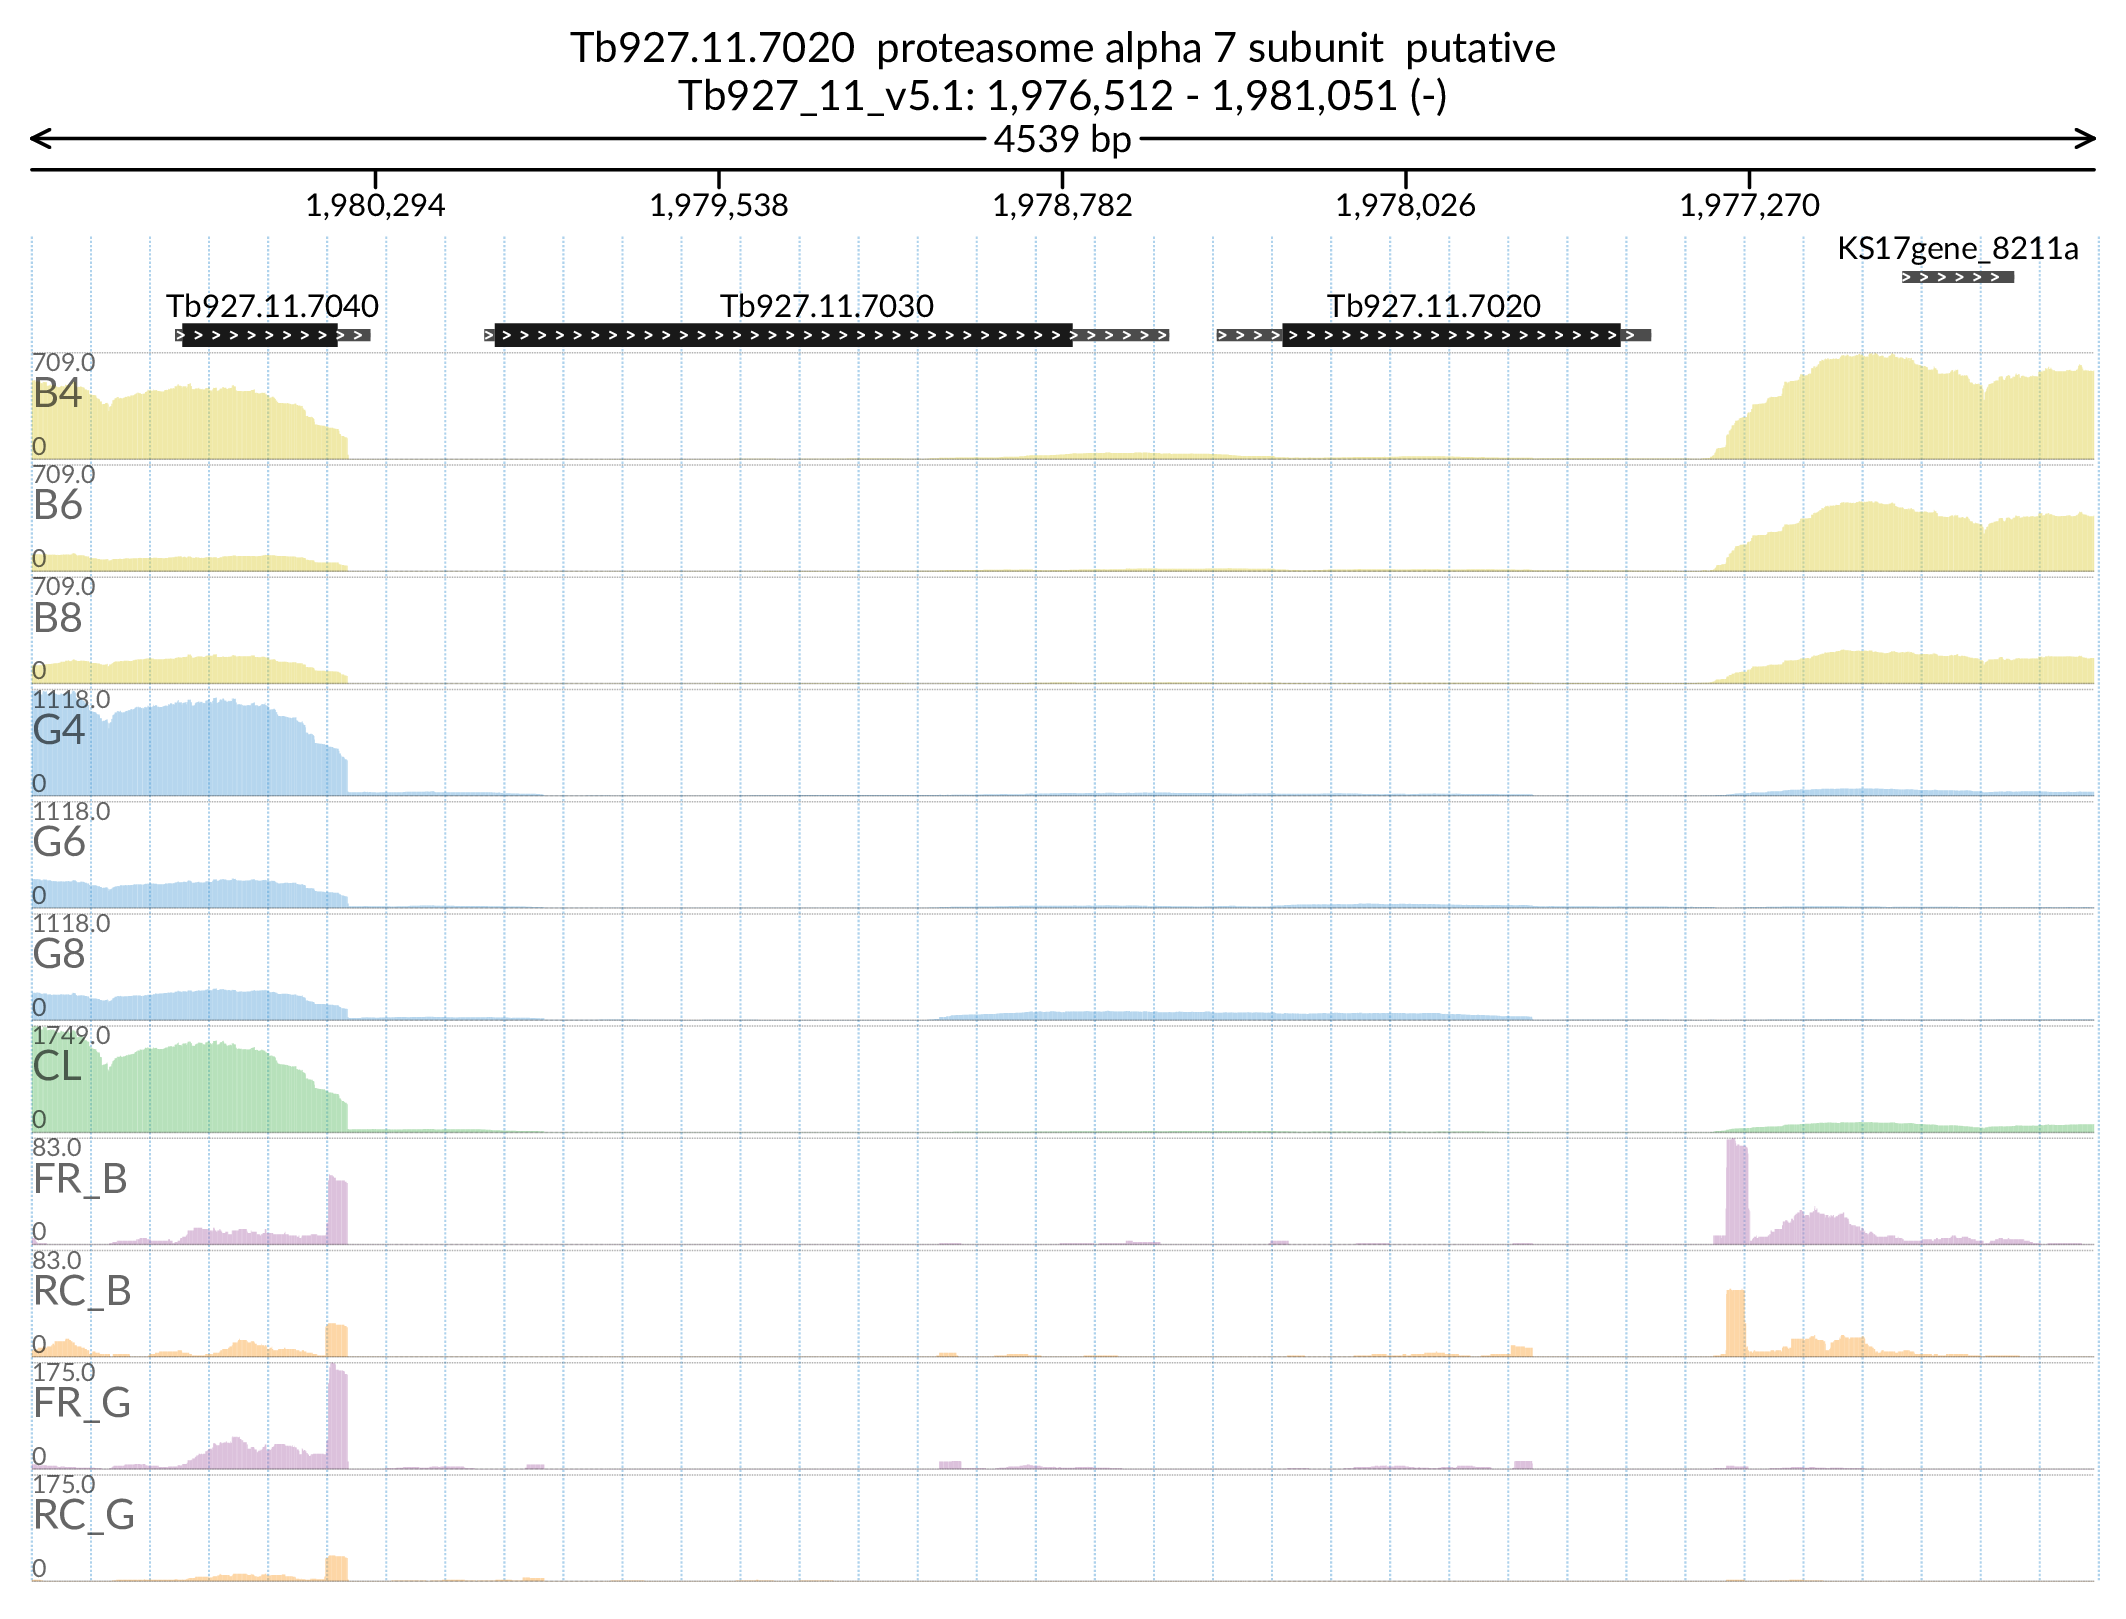 Tb927.11.7020  proteasome alpha 7 subunit  putative
Tb927_11_v5.1: 1,976,512 - 1,981,051 (-)
4539 bp
1,980,294 1,979,538 1,978,782 1,978,026 1,977,270
KS17gene_8211a
Tb927.11.7040 Tb927.11.7030 Tb927.11.7020
709.0
B4
0
709.0
B6
0
709.0
B8
0
1118.0
G4
0
1118.0
G6
0
1118.0
G8
0
1749.0
CL
0
83.0
FR_B
0
83.0
RC_B
0
175.0
FR_G
0
175.0
RC_G
0